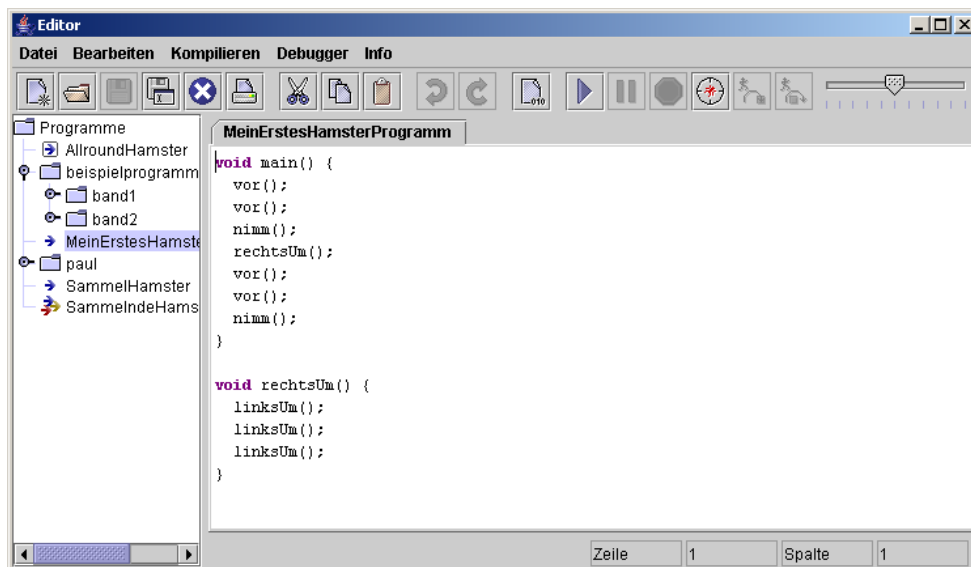 Editor
Datei Bearbeiten Kompilieren Debugger Info
010
Programme
AllroundHamster
beispielprogramm
band1
band2
MeinErstesHamste
paul
SammelHamster
SammelndeHams
MeinErstesHamsterProgramm
void main() {
vor();
vor();
nimm();
rechtsUm();
vor();
vor();
nimm();
}
void rechtsUm() {
linksUm();
linksUm();
linksUm();
}
Zeile 1 Spalte 1